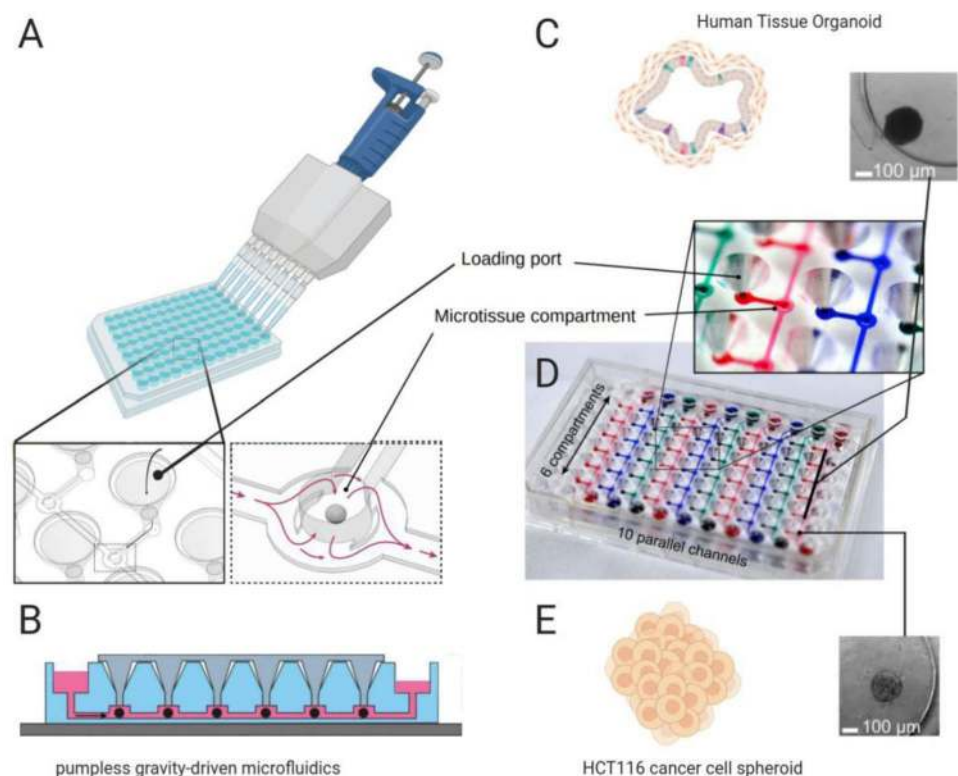 A
C
Human Tissue Organoid
100 µm
Loading port
Microtissue compartment
D
6 compartments
10 parallel channels
B
pumpless gravity-driven microfluidics
E
100 µm
HCT116 cancer cell spheroid